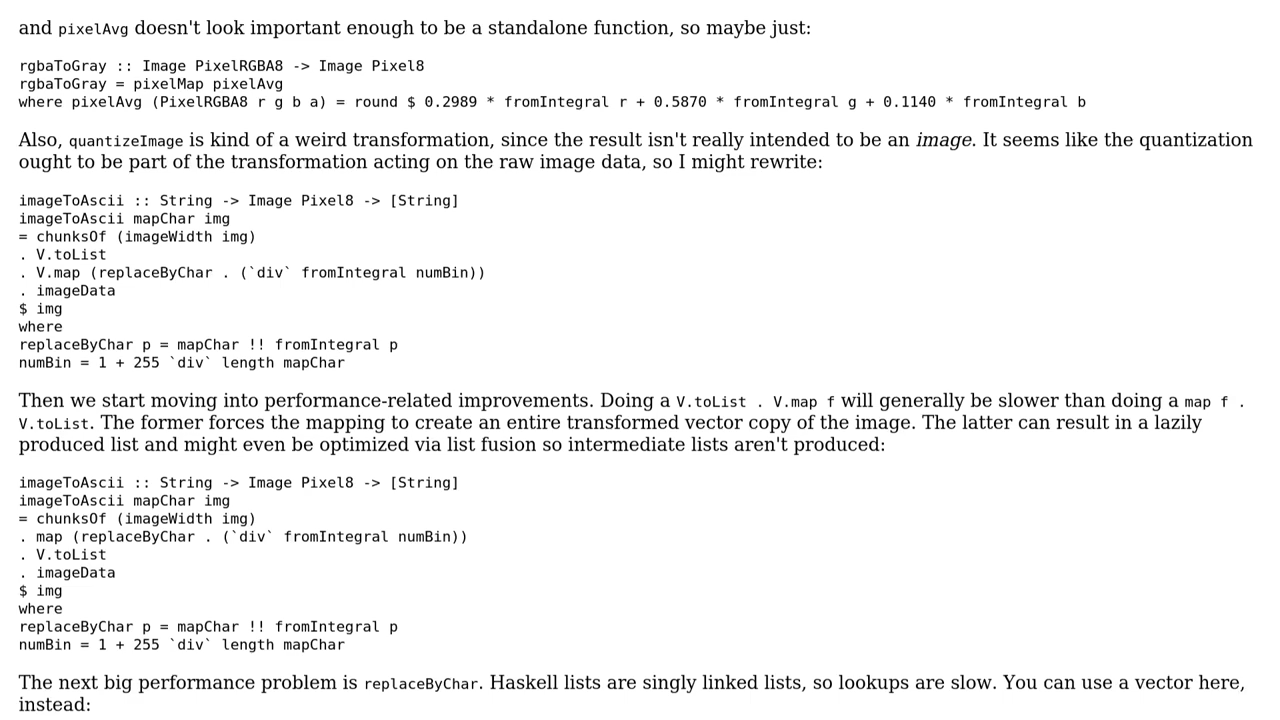 and pixelAvg doesn't look important enough to be a standalone function, so maybe just:
rgbaToGray :: Image PixelRGBA8 -> Image Pixel8
rgbaToGray = pixelMap pixelAvg
where pixelAvg (PixelRGBA8 r g b a) = round $ 0.2989 * fromIntegral r + 0.5870 * fromIntegral g + 0.1140 * fromIntegral b
Also, quantizeImage is kind of a weird transformation, since the result isn't really intended to be an image. It seems like the quantization
ought to be part of the transformation acting on the raw image data, so I might rewrite:
imageToAscii :: String -> Image Pixel8 -> [String]
imageToAscii mapChar img
= chunksOf (imageWidth img)
. V.toList
. V.map (replaceByChar . (`div` fromIntegral numBin))
. imageData
$ img
where
replaceByChar p = mapChar !! fromIntegral p
numBin = 1 + 255 `div` length mapChar
Then we start moving into performance-related improvements. Doing a V.toList . V.map f will generally be slower than doing a map f .
V.toList. The former forces the mapping to create an entire transformed vector copy of the image. The latter can result in a lazily
produced list and might even be optimized via list fusion so intermediate lists aren't produced:
imageToAscii :: String -> Image Pixel8 -> [String]
imageToAscii mapChar img
= chunksOf (imageWidth img)
. map (replaceByChar . (`div` fromIntegral numBin))
. V.toList
. imageData
$ img
where
replaceByChar p = mapChar !! fromIntegral p
numBin = 1 + 255 `div` length mapChar
The next big performance problem is replaceByChar. Haskell lists are singly linked lists, so lookups are slow. You can use a vector here,
instead: